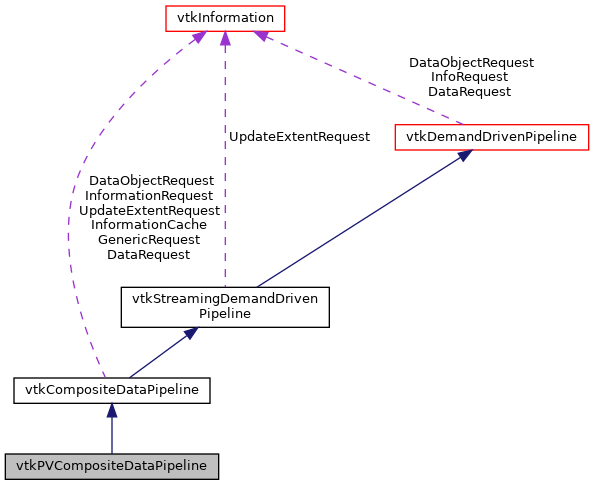 vtkInformation
DataObjectRequest
InfoRequest
DataRequest
UpdateExtentRequest
vtkDemandDrivenPipeline
DataObjectRequest
InformationRequest
UpdateExtentRequest
InformationCache
GenericRequest
DataRequest
vtkStreamingDemandDriven
Pipeline
vtkCompositeDataPipeline
vtkPVCompositeDataPipeline